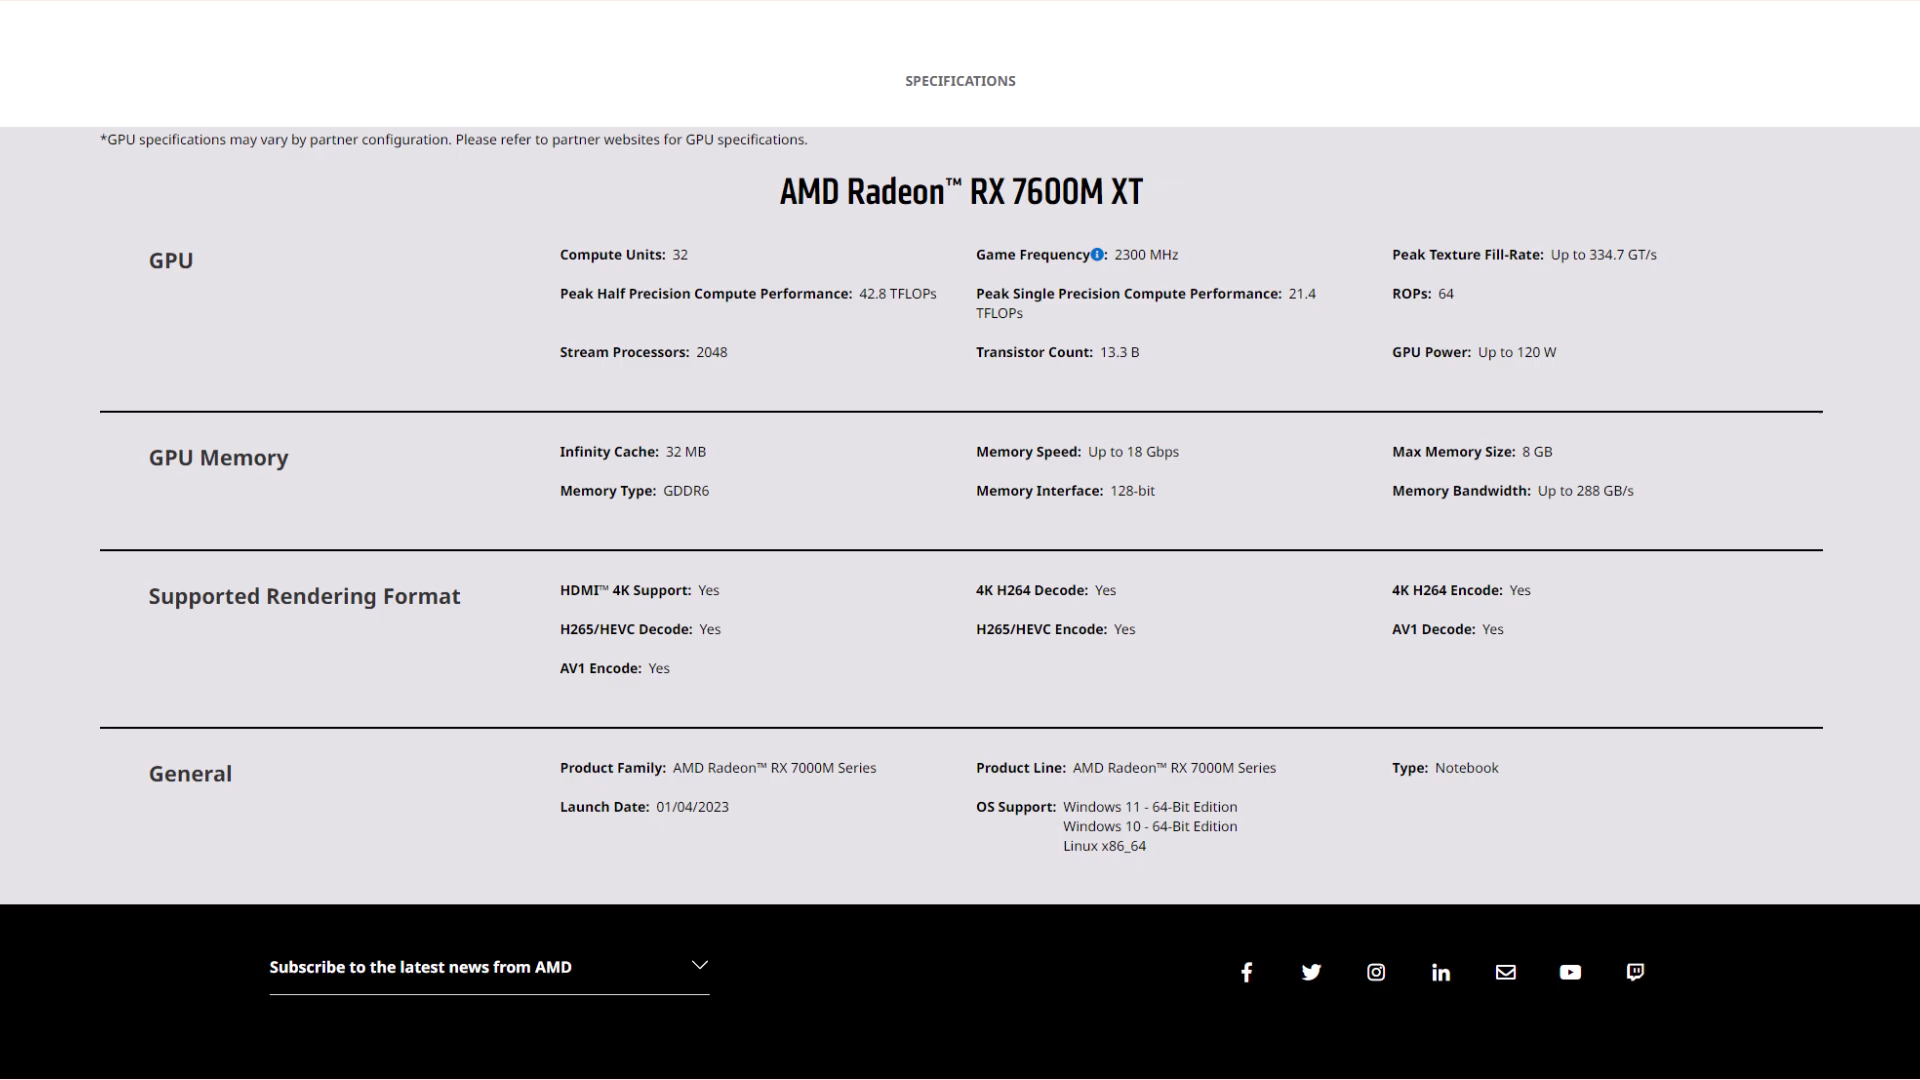 SPECIFICATIONS
*GPU specifications may vary by partner configuration. Please refer to partner websites for GPU specifications.
AMD Radeon™ RX 7600M XT
GPU
Compute Units: 32
Game Frequency: 2300 MHz
Peak Texture Fill-Rate: Up to 334.7 GT/s
Peak Half Precision Compute Performance: 42.8 TFLOPs
Peak Single Precision Compute Performance: 21.4
TFLOPs
ROPs: 64
Stream Processors: 2048
Transistor Count: 13.3 B
GPU Power: Up to 120 W
GPU Memory
Infinity Cache: 32 MB
Memory Speed: Up to 18 Gbps
Max Memory Size: 8 GB
Memory Type: GDDR6
Memory Interface: 128-bit
Memory Bandwidth: Up to 288 GB/s
Supported Rendering Format
HDMI™ 4K Support: Yes
4K H264 Decode: Yes
4K H264 Encode: Yes
H265/HEVC Decode: Yes
H265/HEVC Encode: Yes
AV1 Decode: Yes
AV1 Encode: Yes
General
Product Family: AMD Radeon™ RX 7000M Series
Product Line: AMD Radeon™ RX 7000M Series
Type: Notebook
Launch Date: 01/04/2023
OS Support: Windows 11 - 64-Bit Edition
Windows 10 - 64-Bit Edition
Linux x86_64
Subscribe to the latest news from AMD